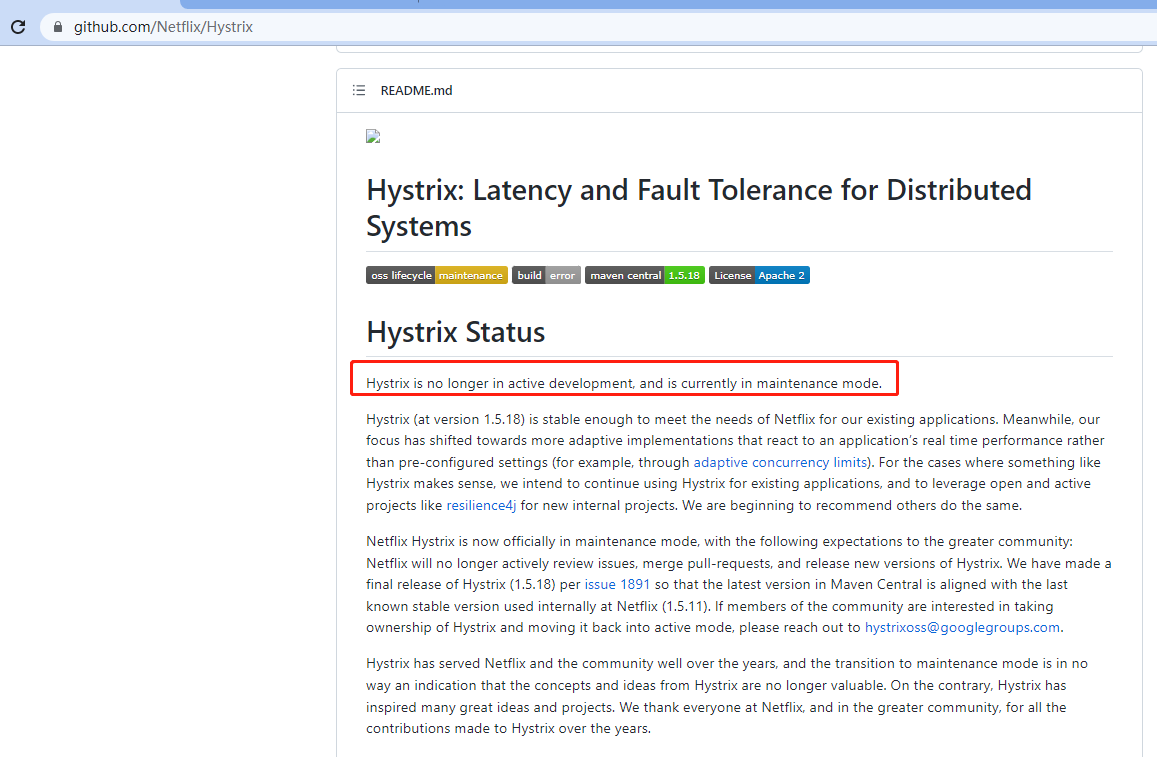 github.com/Netflix/Hystrix
README.md
Hystrix: Latency and Fault Tolerance for Distributed
Systems
oss lifecycle maintenance build error maven central 1.5.18 License Apache 2
Hystrix Status
Hystrix is no longer in active development, and is currently in maintenance mode.
Hystrix (at version 1.5.18) is stable enough to meet the needs of Netflix for our existing applications. Meanwhile, our
focus has shifted towards more adaptive implementations that react to an application's real time performance rather
than pre-configured settings (for example, through adaptive concurrency limits). For the cases where something like
Hystrix makes sense, we intend to continue using Hystrix for existing applications, and to leverage open and active
projects like resilience4j for new internal projects. We are beginning to recommend others do the same.
Netflix Hystrix is now officially in maintenance mode, with the following expectations to the greater community:
Netflix will no longer actively review issues, merge pull-requests, and release new versions of Hystrix. We have made a
final release of Hystrix (1.5.18) per issue 1891 so that the latest version in Maven Central is aligned with the last
known stable version used internally at Netflix (1.5.11). If members of the community are interested in taking
ownership of Hystrix and moving it back into active mode, please reach out to hystrixoss@googlegroups.com.
Hystrix has served Netflix and the community well over the years, and the transition to maintenance mode is in no
way an indication that the concepts and ideas from Hystrix are no longer valuable. On the contrary, Hystrix has
inspired many great ideas and projects. We thank everyone at Netflix, and in the greater community, for all the
contributions made to Hystrix over the years.